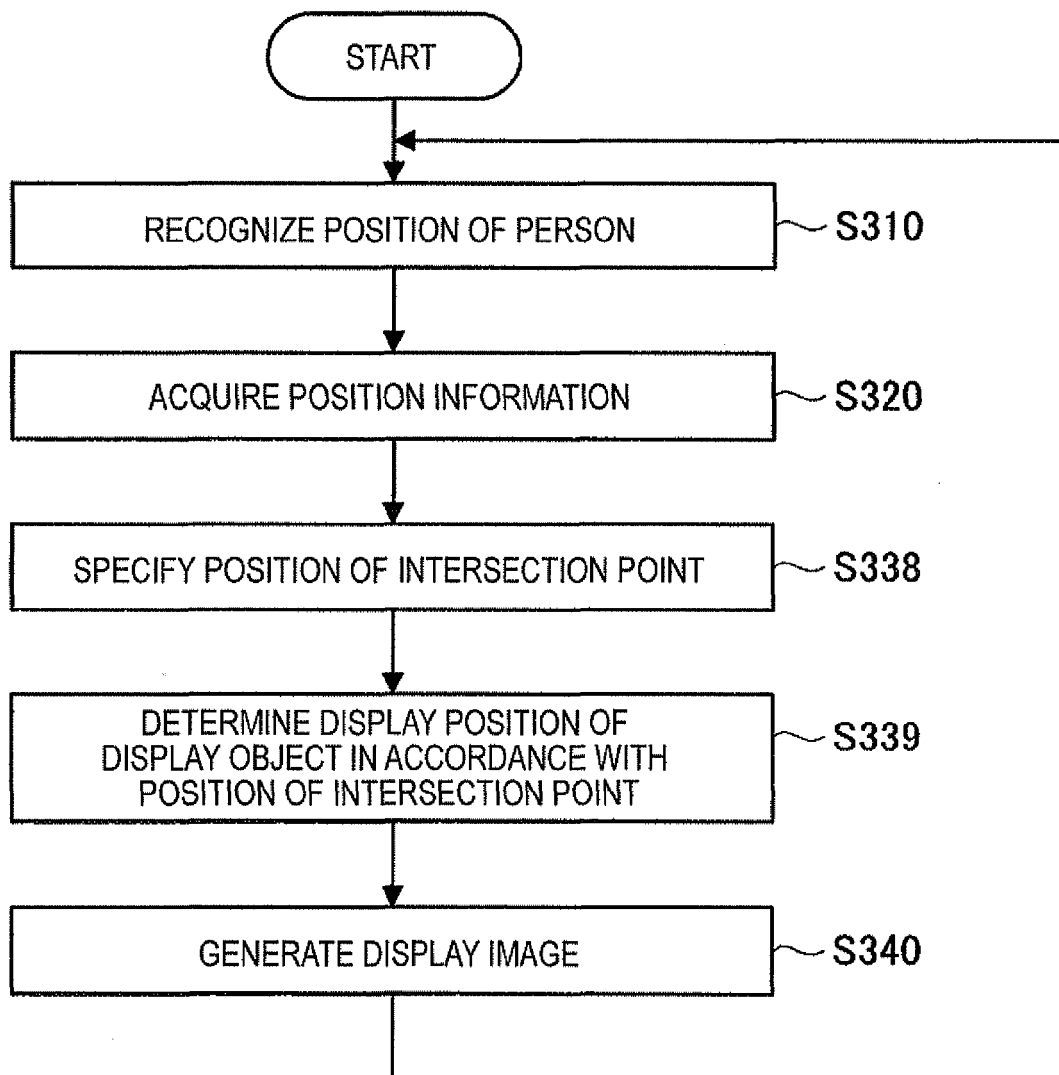 START
RECOGNIZE POSITION OF PERSON
S310
ACQUIRE POSITION INFORMATION
S320
SPECIFY POSITION OF INTERSECTION POINT
S338
DETERMINE DISPLAY POSITION OF
DISPLAY OBJECT IN ACCORDANCE WITH
POSITION OF INTERSECTION POINT
S339
GENERATE DISPLAY IMAGE
S340